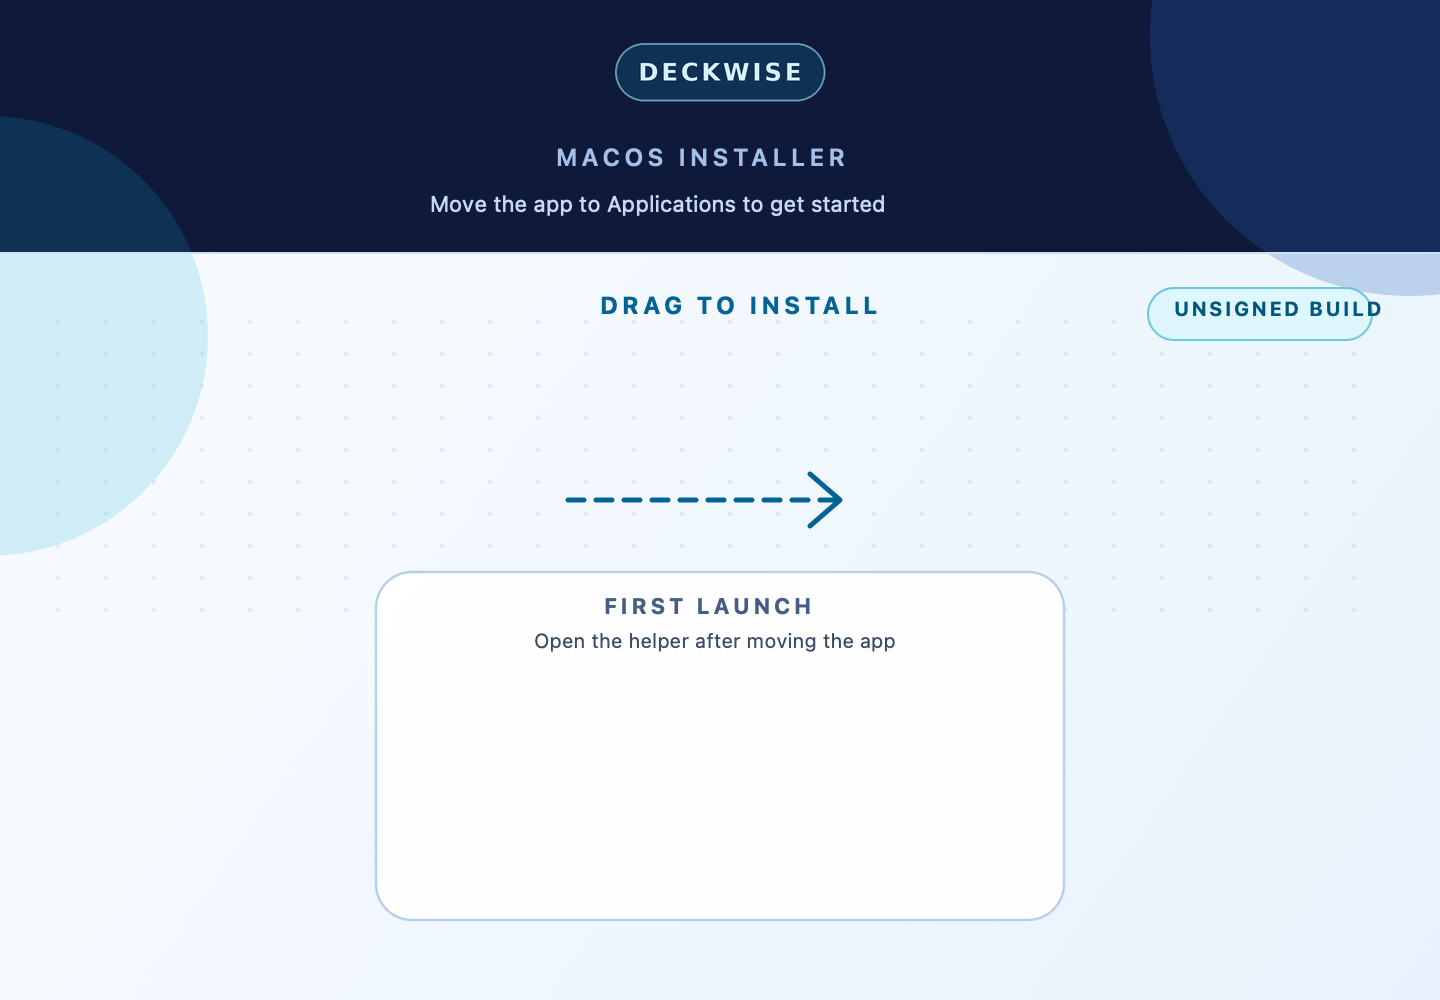 DECKWISE
MACOS INSTALLER
Move the app to Applications to get started
DRAG TO INSTALL
UNSIGNED BUILD
FIRST LAUNCH
Open the helper after moving the app